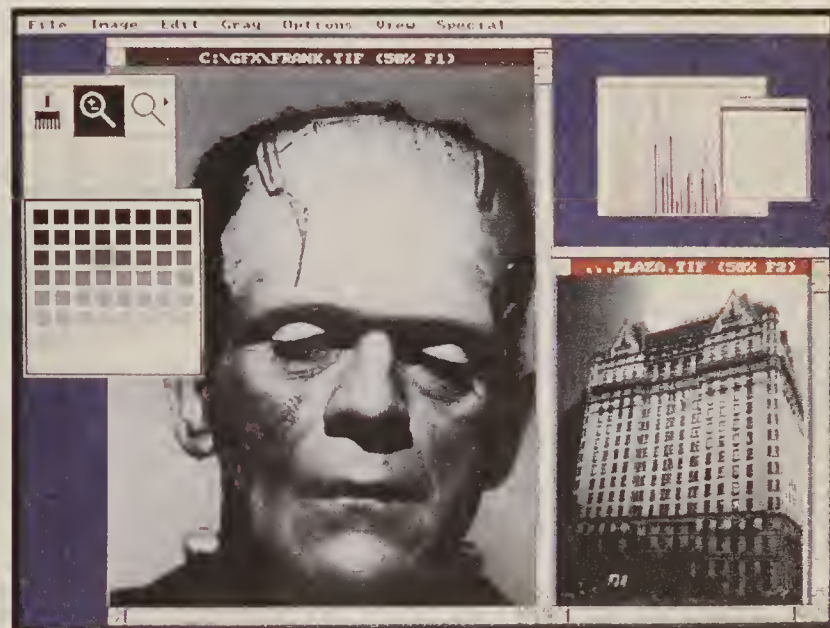 File Image Edit Gray Options View Special
C:\GFX\FRANK.TIF (50% F1)
...PLAZA.TIF (50% F2)